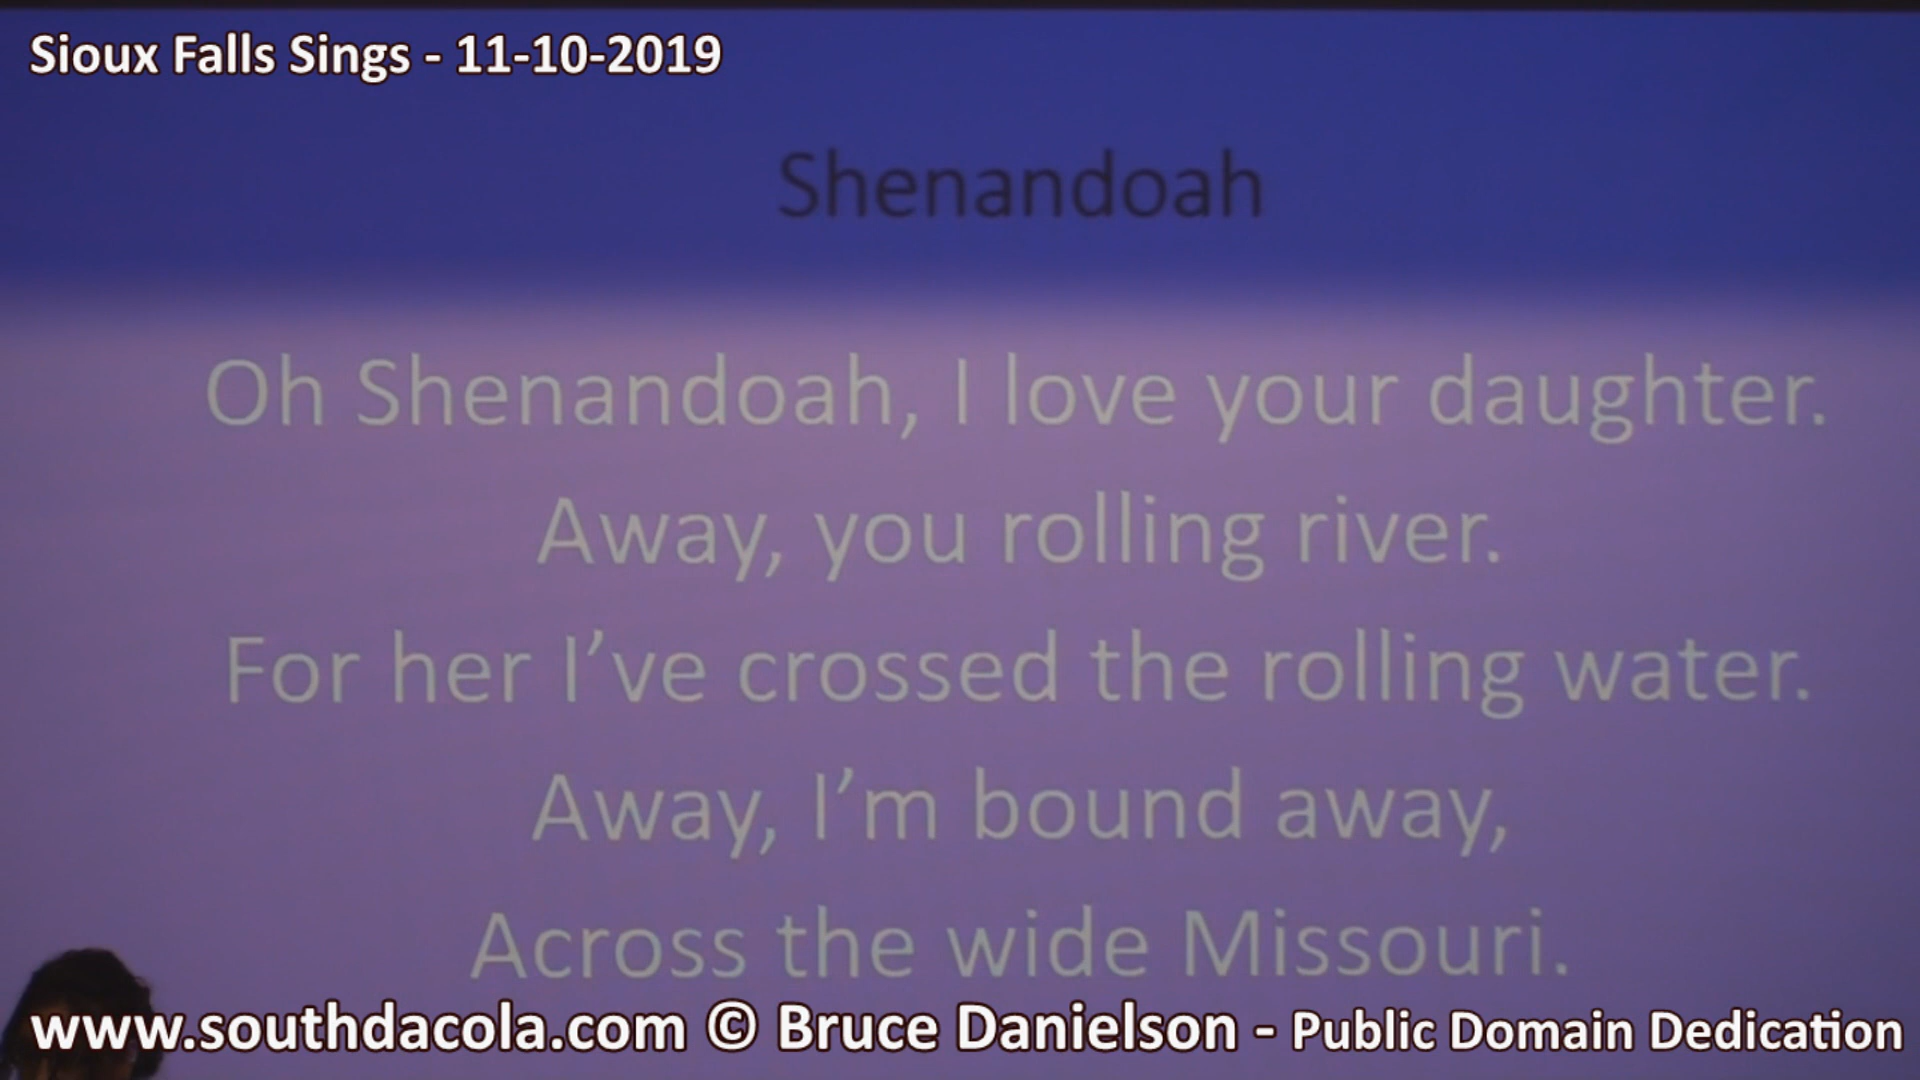 Sioux Falls Sings - 11-10-2019
Shenandoah
Oh Shenandoah, I love your daughter.
Away, you rolling river.
For her I’ve crossed the rolling water.
Away, I’m bound away,
Across the wide Missouri.
www.southdacola.com © Bruce Danielson - Public Domain Dedication